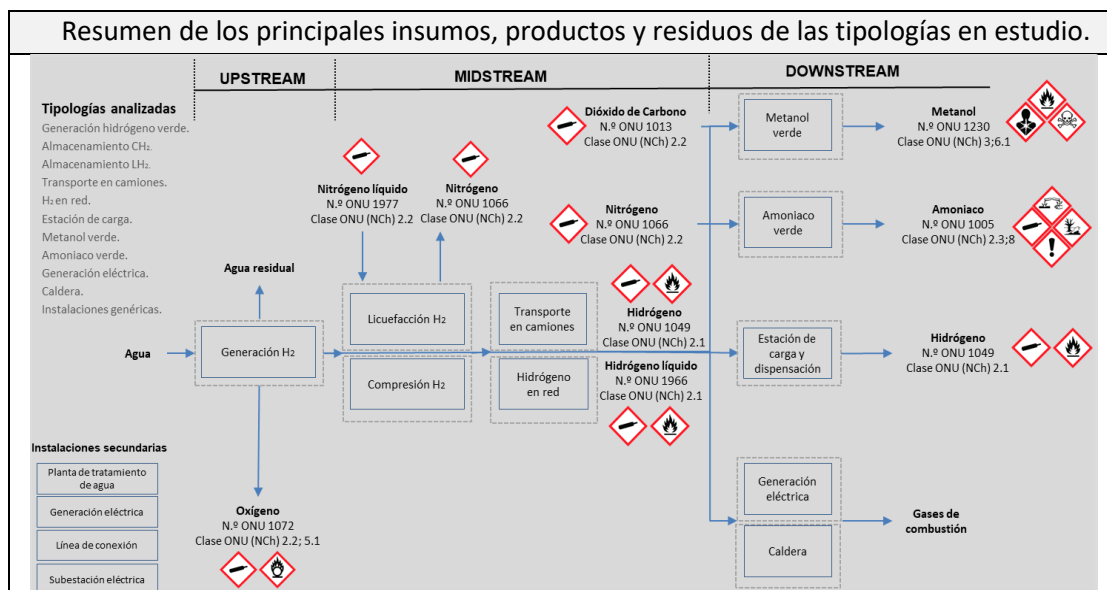 Resumen de los principales insumos, productos y residuos de las tipologías en estudio.
UPSTREAM
MIDSTREAM
DOWNSTREAM
Tipologías analizadas
Generación hidrógeno verde.
Almacenamiento CH2.
Almacenamiento LH2.
Transporte en camiones.
H2 en red.
Estación de carga.
Metanol verde.
Amoniaco verde.
Generación eléctrica.
Caldera.
Instalaciones genéricas.
Agua
Generación H2
Agua residual
Oxígeno
N.º ONU 1072
Clase ONU (NCh) 2.2; 5.1
Nitrógeno líquido
N.º ONU 1977
Clase ONU (NCh) 2.2
Nitrógeno
N.º ONU 1066
Clase ONU (NCh) 2.2
Licuefacción H2
Compresión H2
Transporte
en camiones
Hidrógeno
en red
Dióxido de Carbono
N.º ONU 1013
Clase ONU (NCh) 2.2
Nitrógeno
N.º ONU 1066
Clase ONU (NCh) 2.2
Hidrógeno
N.º ONU 1049
Clase ONU (NCh) 2.1
Hidrógeno líquido
N.º ONU 1966
Clase ONU (NCh) 2.1
Metanol
verde
Metanol
N.º ONU 1230
Clase ONU (NCh) 3;6.1
Amoniaco
verde
Amoniaco
N.º ONU 1005
Clase ONU (NCh) 2.3;8
Estación de
carga y
dispensación
Hidrógeno
N.º ONU 1049
Clase ONU (NCh) 2.1
Generación
eléctrica
Caldera
Gases de
combustión
Instalaciones secundarias
Planta de tratamiento
de agua
Generación eléctrica
Línea de conexión
Subestación eléctrica